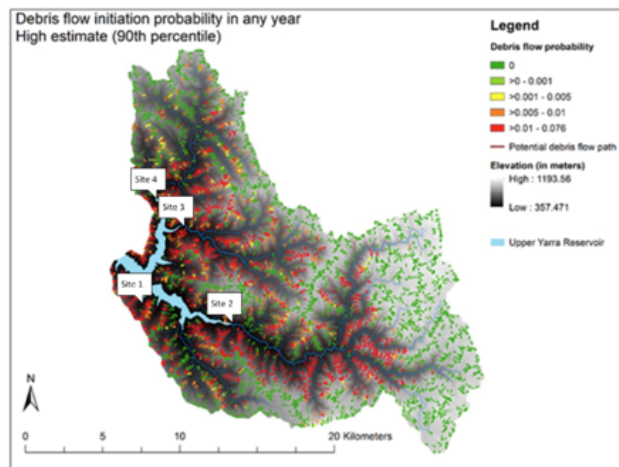 Debris flow initiation probability in any year
High estimate (90th percentile)
Legend
Debris flow probability
0
>0 - 0.001
>0.001 - 0.005
>0.005 - 0.01
>0.01 - 0.076
Potential debris flow path
Elevation (in meters)
High : 1193.56
Low : 357.471
Upper Yarra Reservoir
Site 4
Site 3
Site 1
Site 2
N
0 5 10 20 Kilometers